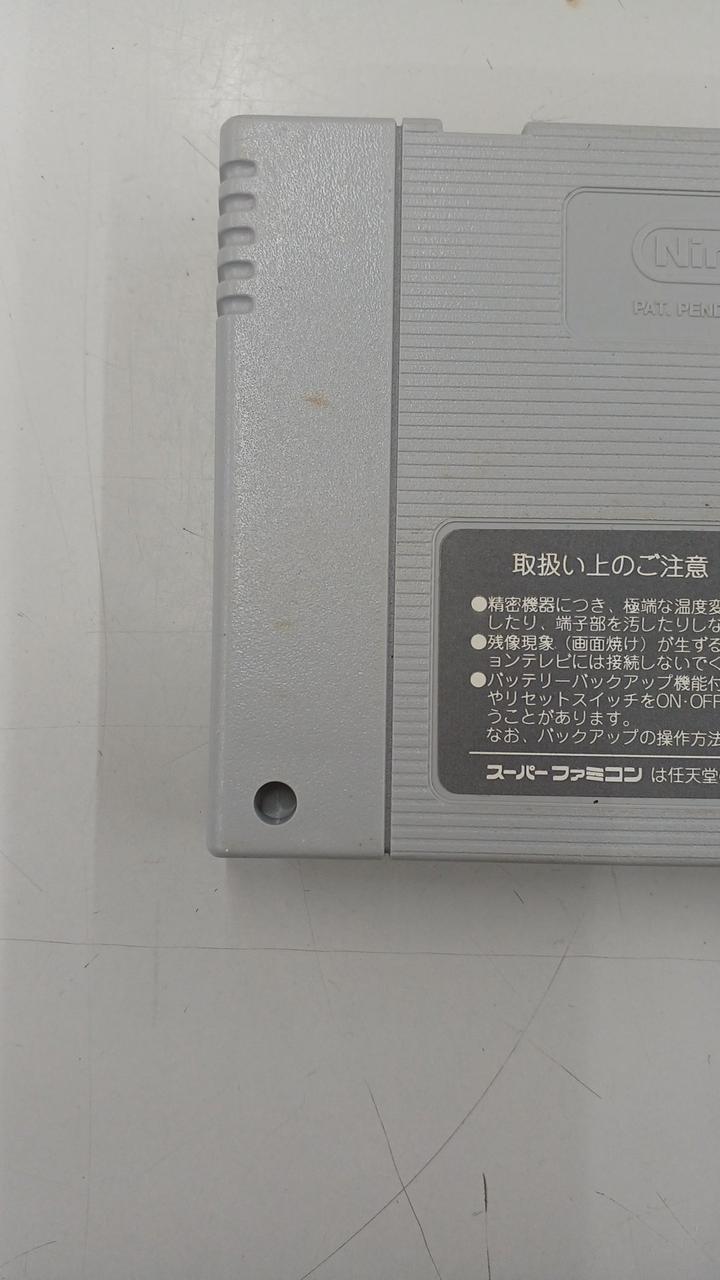 Nin
PAT. PEND
取扱い上のご注意
●精密機器につき、極端な温度変
したり、端子部を汚したりしな
●残像現象（画面焼け）が生ずる
ョンテレビには接続しないでく
●バッテリーバックアップ機能付
やリセットスイッチをON·OFF
うことがあります。
なお、バックアップの操作方法
スーパーファミコン は任天堂